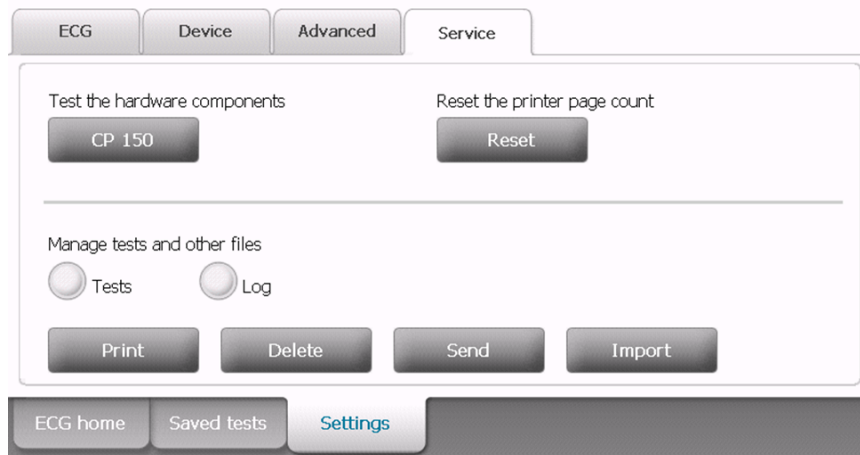 ECG Device Advanced Service
Test the hardware components Reset the printer page count
CP 150 Reset
Manage tests and other files
Tests Log
Print Delete Send Import
ECG home Saved tests Settings